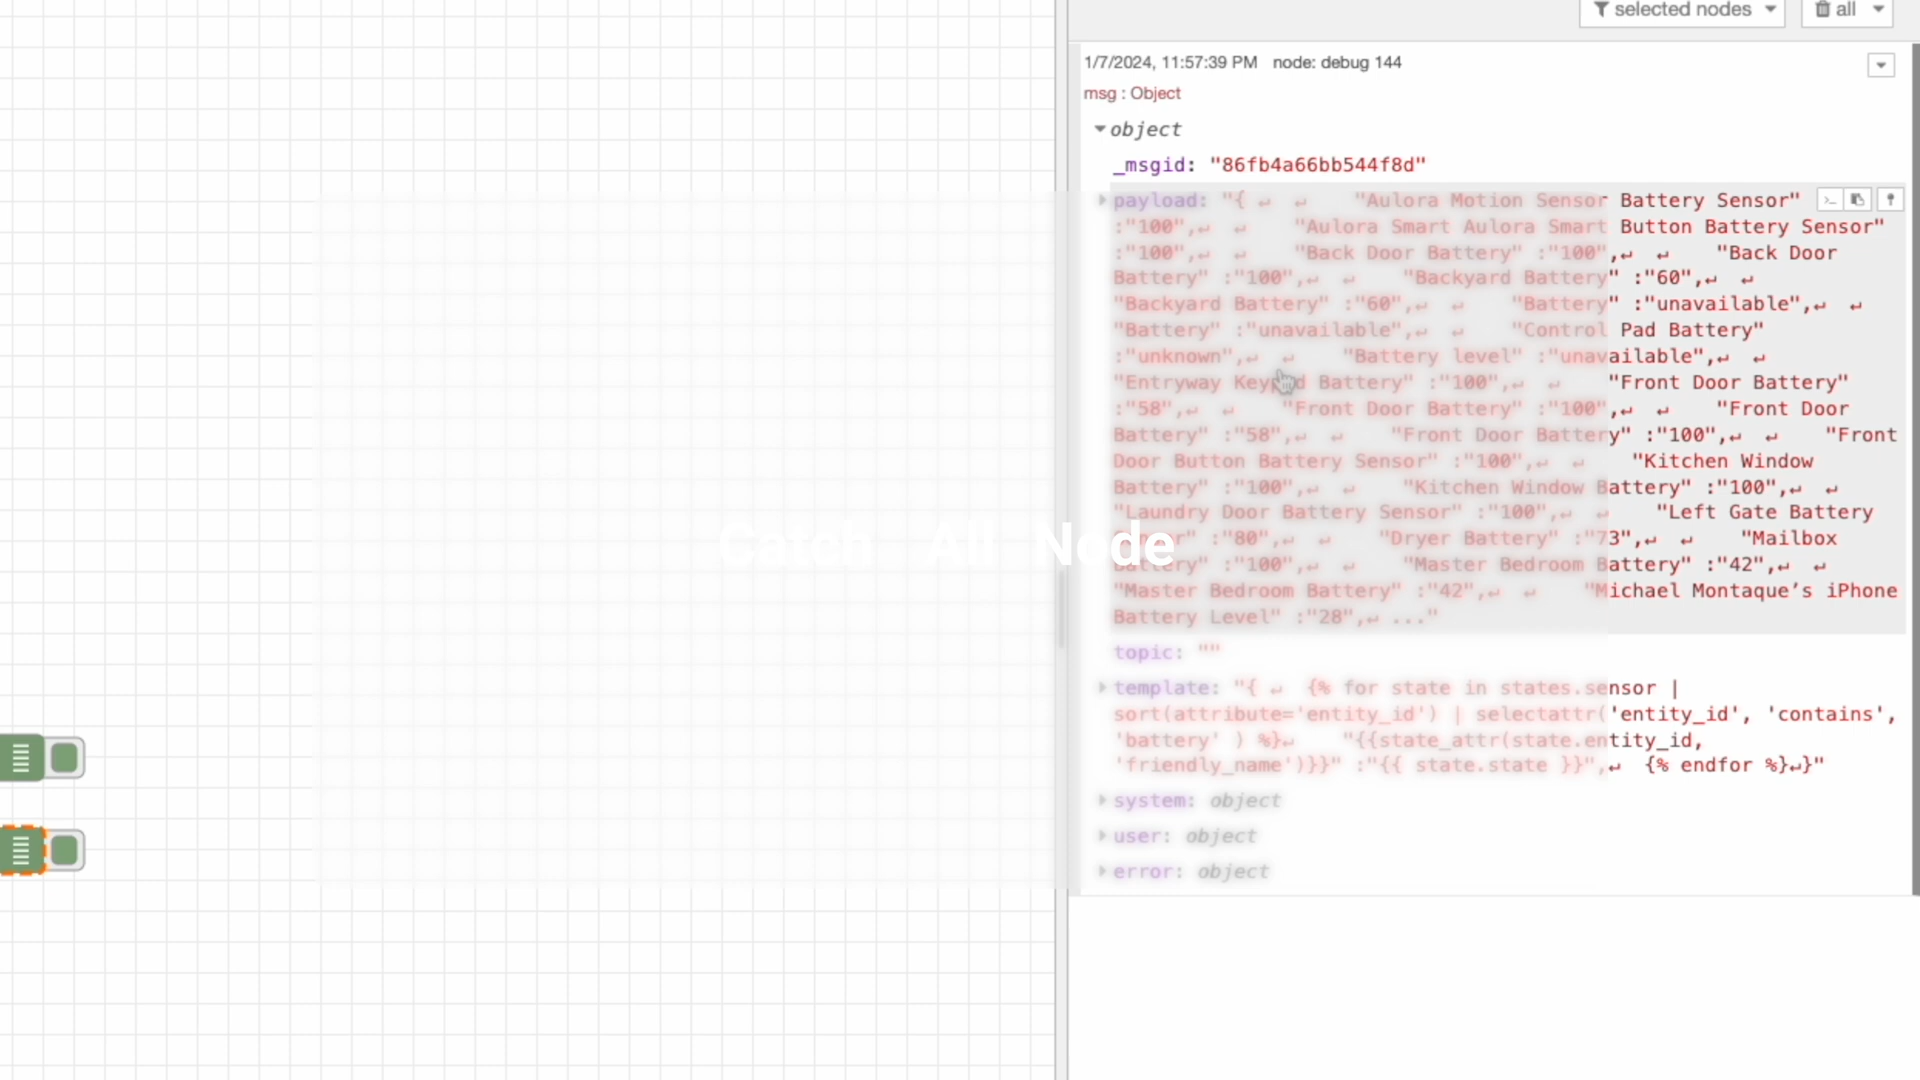 selected nodes
all
1/7/2024, 11:57:39 PM node: debug 144
msg : Object
object
_msgid: "86fb4a66bb544f8d"
payload: "{ ↵ ↵ "Aulora Motion Sensor Battery Sensor"
:"100",↵ ↵ "Aulora Smart Aulora Smart Button Battery Sensor"
:"100",↵ ↵ "Back Door Battery" :"100",↵ ↵ "Back Door
Battery" :"100",↵ ↵ "Backyard Battery" :"60",↵ ↵
"Backyard Battery" :"60",↵ ↵ "Battery" :"unavailable",↵ ↵
"Battery" :"unavailable",↵ ↵ "Control Pad Battery"
:"unknown",↵ ↵ "Battery level" :"unavailable",↵ ↵
"Entryway Keypad Battery" :"100",↵ ↵ "Front Door Battery"
:"58",↵ ↵ "Front Door Battery" :"100",↵ ↵ "Front Door
Battery" :"58",↵ ↵ "Front Door Battery" :"100",↵ ↵ "Front
Door Button Battery Sensor" :"100",↵ ↵ "Kitchen Window
Battery" :"100",↵ ↵ "Kitchen Window Battery" :"100",↵ ↵
"Laundry Door Battery Sensor" :"100",↵ ↵ "Left Gate Battery
:"80",↵ ↵ "Dryer Battery" :"73",↵ ↵ "Mailbox
Battery" :"100",↵ ↵ "Master Bedroom Battery" :"42",↵ ↵
"Master Bedroom Battery" :"42",↵ ↵ "Michael Montaque’s iPhone
Battery Level" :"28",↵ ..."
Catch All Node
topic: ""
template: "{ ↵ {% for state in states.sensor |
sort(attribute='entity_id') | selectattr('entity_id', 'contains',
'battery' ) %}↵ "{{state_attr(state.entity_id,
'friendly_name')}}" :"{{ state.state }}",↵ {% endfor %}↵}"
system: object
user: object
error: object